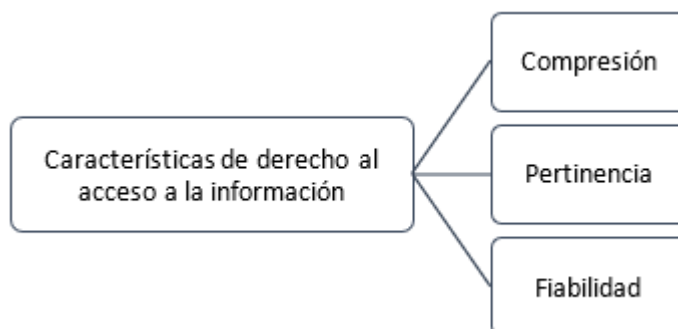 Características de derecho al
acceso a la información
Compresión
Pertinencia
Fiabilidad